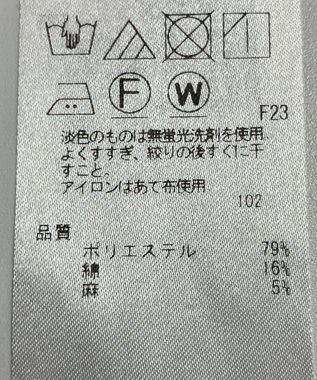 F W
F23
淡色のものは無蛍光洗剤を使用
よくすすぎ、絞りの後すぐに干
すこと。
アイロンはあて布使用
102
品質
ポリエステル 79%
綿 16%
麻 5%